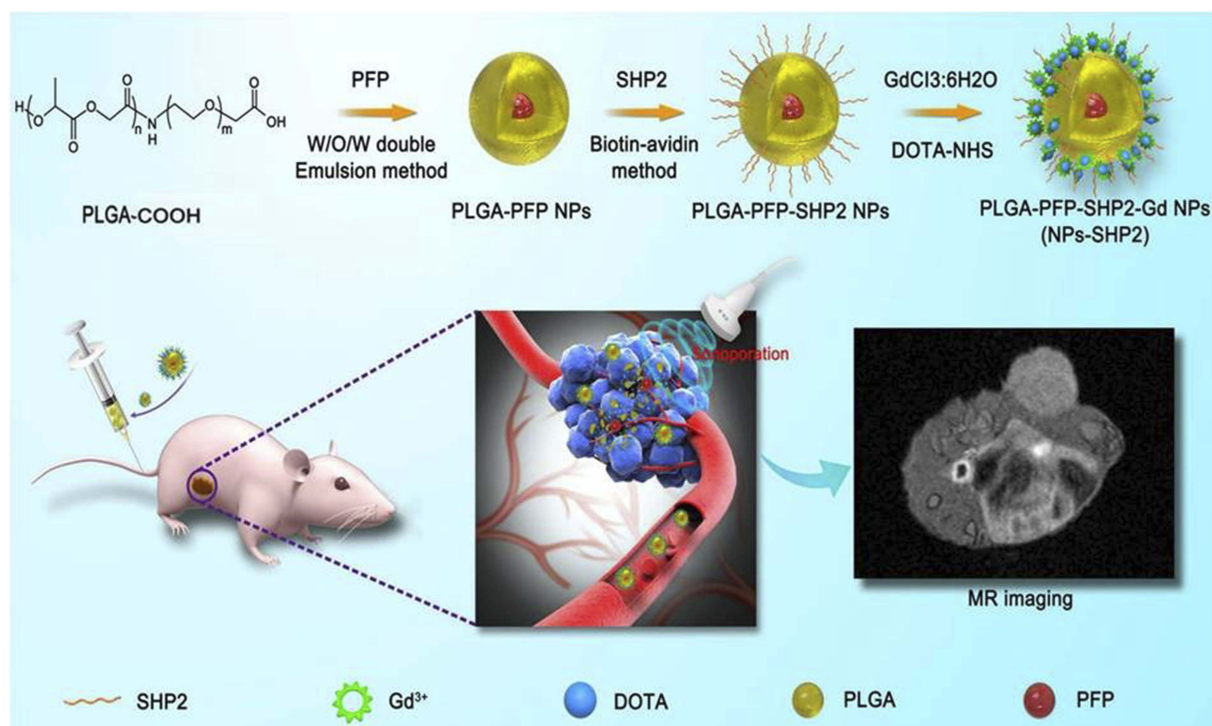 PFP
SHP2
GdCl3:6H2O
H
O
O
O
O
n
N
H
O
m
O
OH
W/O/W double
Emulsion method
Biotin-avidin
method
DOTA-NHS
PLGA-COOH
PLGA-PFP NPs
PLGA-PFP-SHP2 NPs
PLGA-PFP-SHP2-Gd NPs
(NPs-SHP2)
Sonoporation
MR imaging
SHP2
Gd³⁺
DOTA
PLGA
PFP